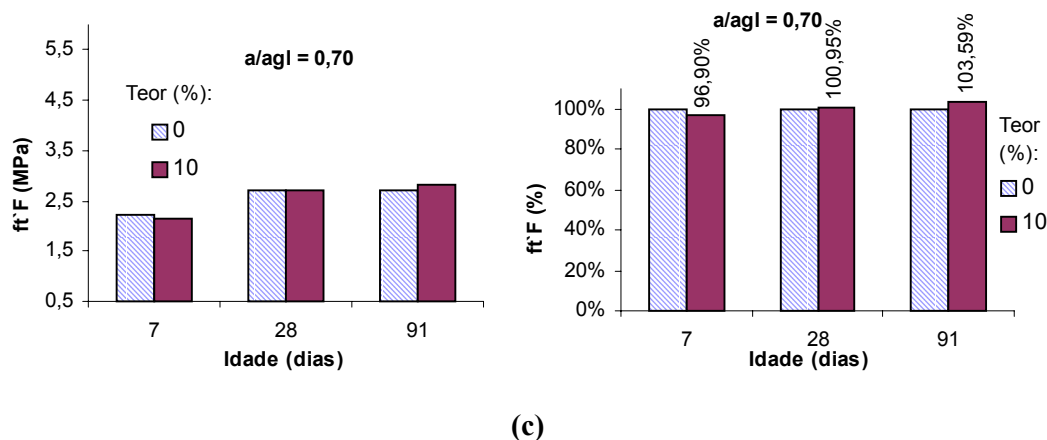 a/agl = 0,70
5,5
4,5
3,5
2,5
1,5
0,5
ft`F (MPa)
Teor (%):
0
10
7
28
91
Idade (dias)
a/agl = 0,70
100%
80%
60%
40%
20%
0%
ft`F (%)
96,90%
100,95%
103,59%
Teor
(%):
0
10
7
28
91
Idade (dias)
(c)